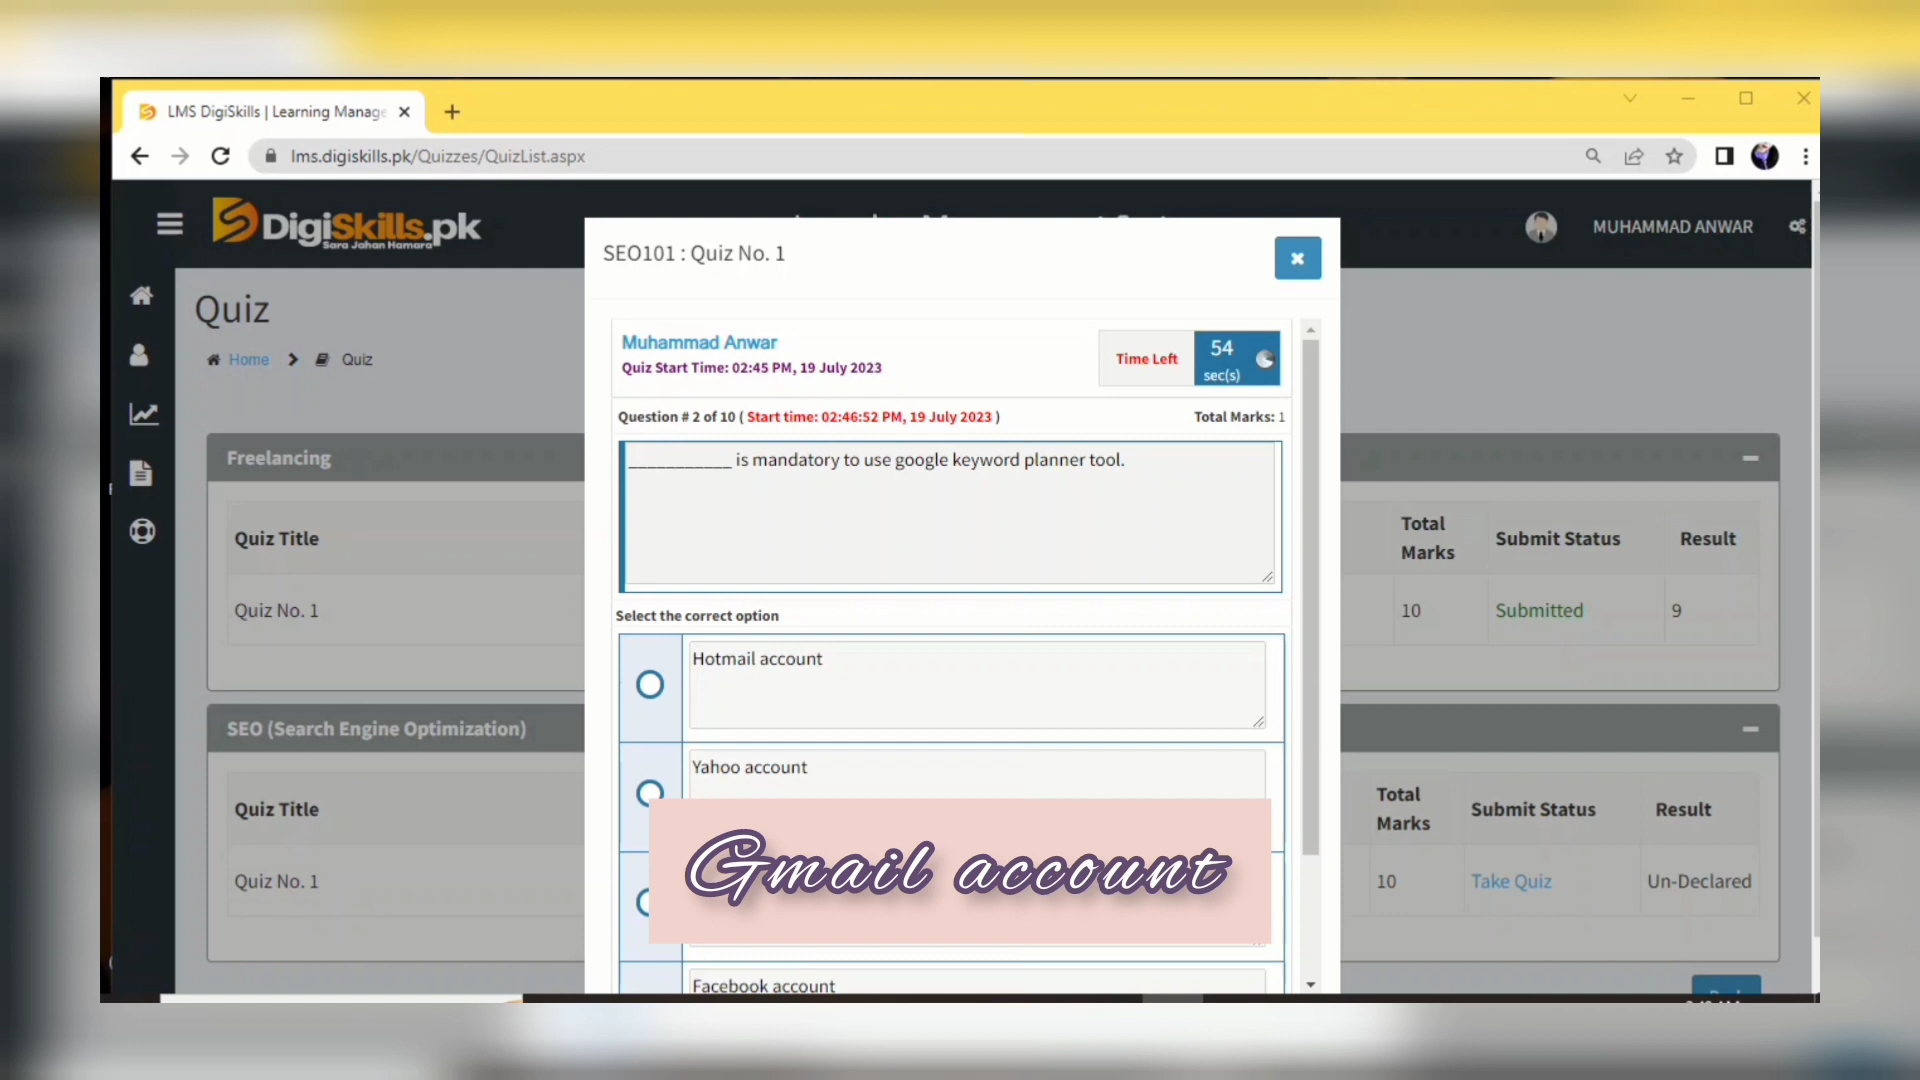 LMS DigiSkills | Learning Manage
lms.digiskills.pk/Quizzes/QuizList.aspx
DigiSkills.pk
Sara Jahan Hamara
MUHAMMAD ANWAR
SEO101 : Quiz No. 1
Quiz
Home > Quiz
Muhammad Anwar
Quiz Start Time: 02:45 PM, 19 July 2023
Time Left
54
sec(s)
Question # 2 of 10 ( Start time: 02:46:52 PM, 19 July 2023 )
Total Marks: 1
____________ is mandatory to use google keyword planner tool.
Select the correct option
Hotmail account
Yahoo account
Gmail account
Facebook account
Freelancing
Quiz Title
Total Marks
Submit Status
Result
Quiz No. 1
10
Submitted
9
SEO (Search Engine Optimization)
Quiz Title
Total Marks
Submit Status
Result
Quiz No. 1
10
Take Quiz
Un-Declared